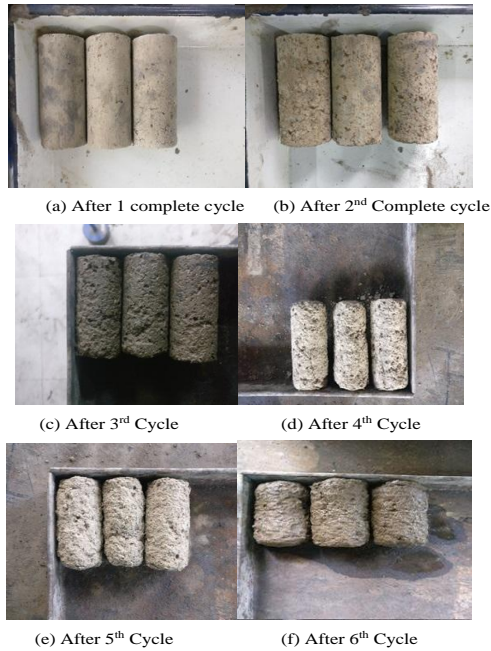 (a) After 1 complete cycle
(b) After 2nd Complete cycle
(c) After 3rd Cycle
(d) After 4th Cycle
(e) After 5th Cycle
(f) After 6th Cycle